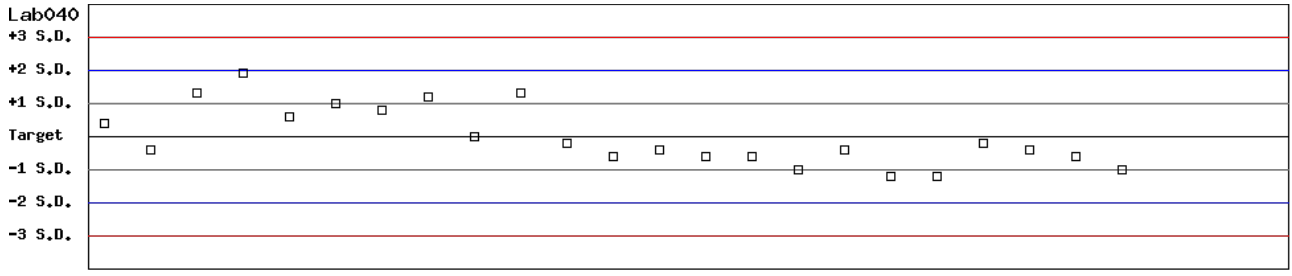 Lab040
+3 S.D.
+2 S.D.
+1 S.D.
Target
-1 S.D.
-2 S.D.
-3 S.D.